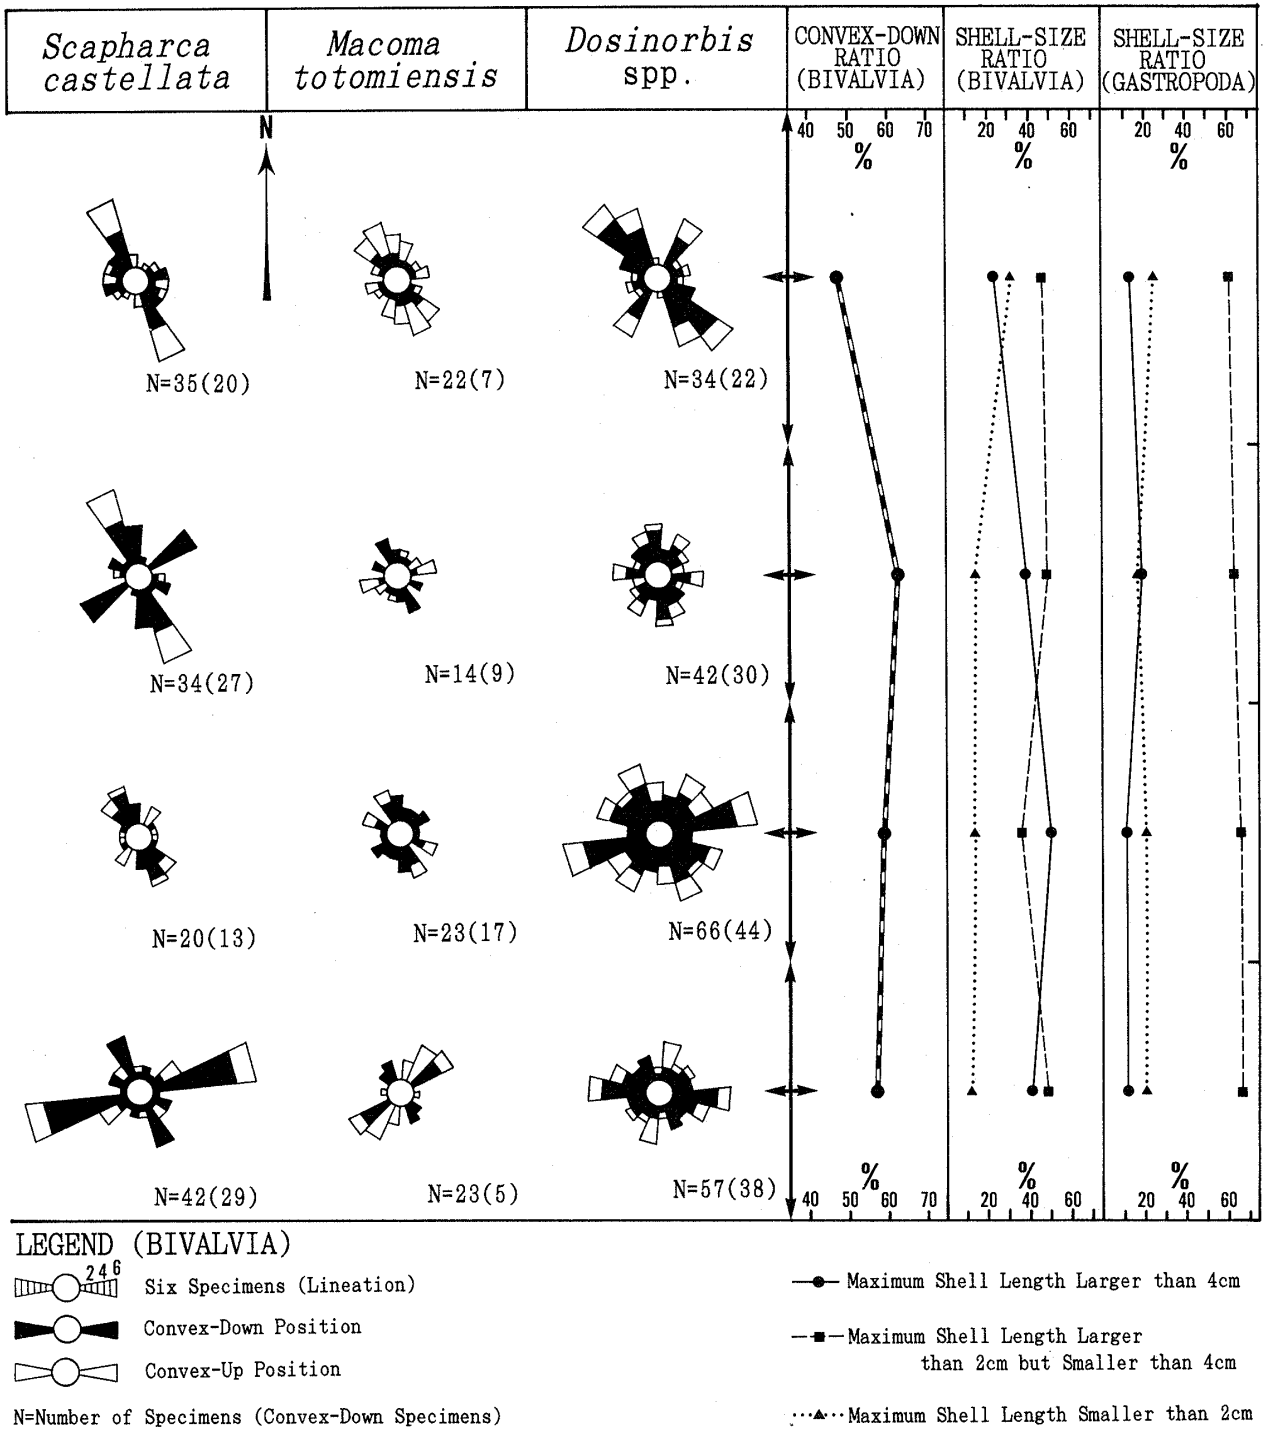 Scapharca
castellata
Macoma
totomiensis
Dosinorbis
spp.
CONVEX-DOWN
RATIO
(BIVALVIA)
SHELL-SIZE
RATIO
(BIVALVIA)
SHELL-SIZE
RATIO
(GASTROPODA)
N
40 50 60 70
%
20 40 60
%
20 40 60
%
N=35(20)
N=22(7)
N=34(22)
N=34(27)
N=14(9)
N=42(30)
N=20(13)
N=23(17)
N=66(44)
N=42(29)
N=23(5)
N=57(38)
%
40 50 60 70
%
20 40 60
%
20 40 60
LEGEND (BIVALVIA)
2 4 6
Six Specimens (Lineation)
Convex-Down Position
Convex-Up Position
N=Number of Specimens (Convex-Down Specimens)
Maximum Shell Length Larger than 4cm
Maximum Shell Length Larger
than 2cm but Smaller than 4cm
Maximum Shell Length Smaller than 2cm